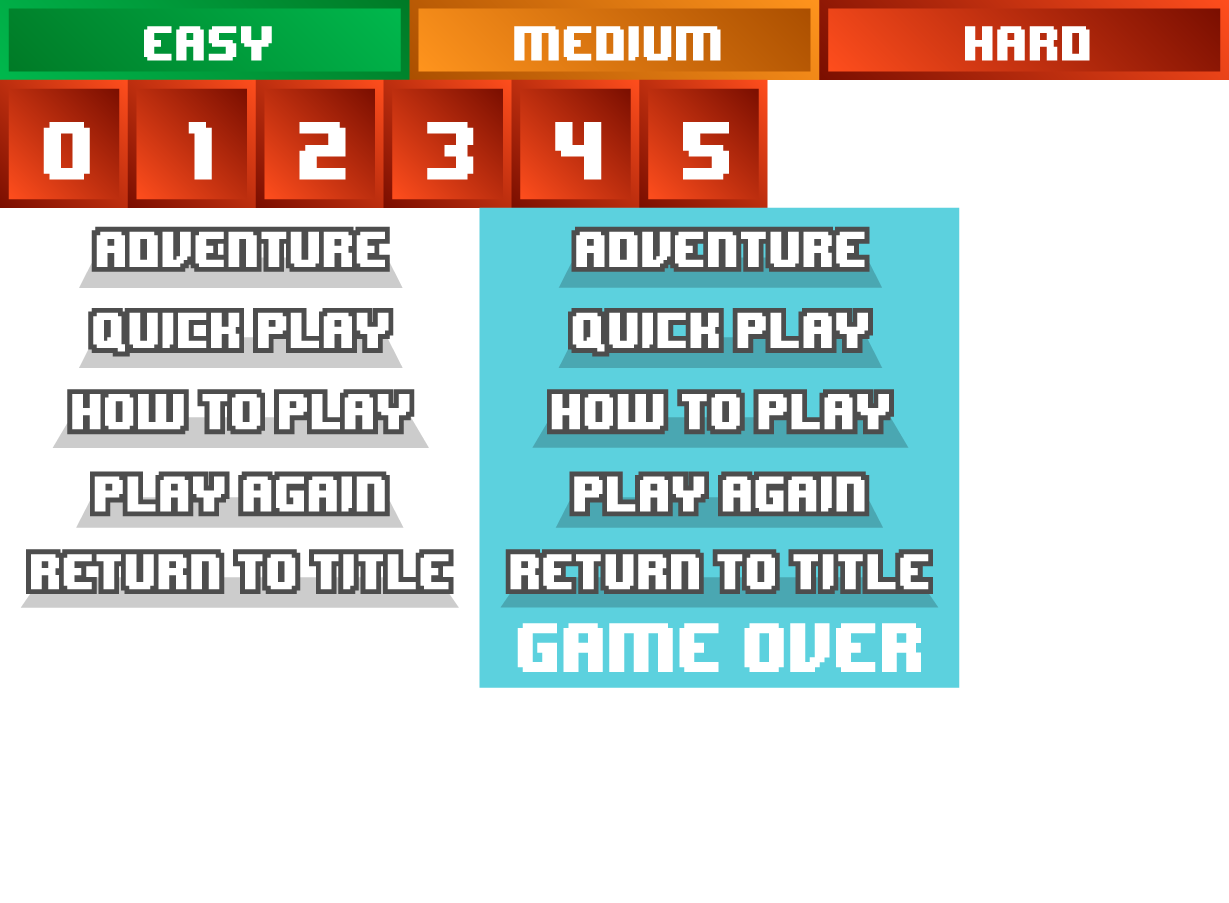 EASY MEDIUM HARD
0 1 2 3 4 5
ADVENTURE ADVENTURE
QUICK PLAY QUICK PLAY
HOW TO PLAY HOW TO PLAY
PLAY AGAIN PLAY AGAIN
RETURN TO TITLE RETURN TO TITLE
GAME OVER